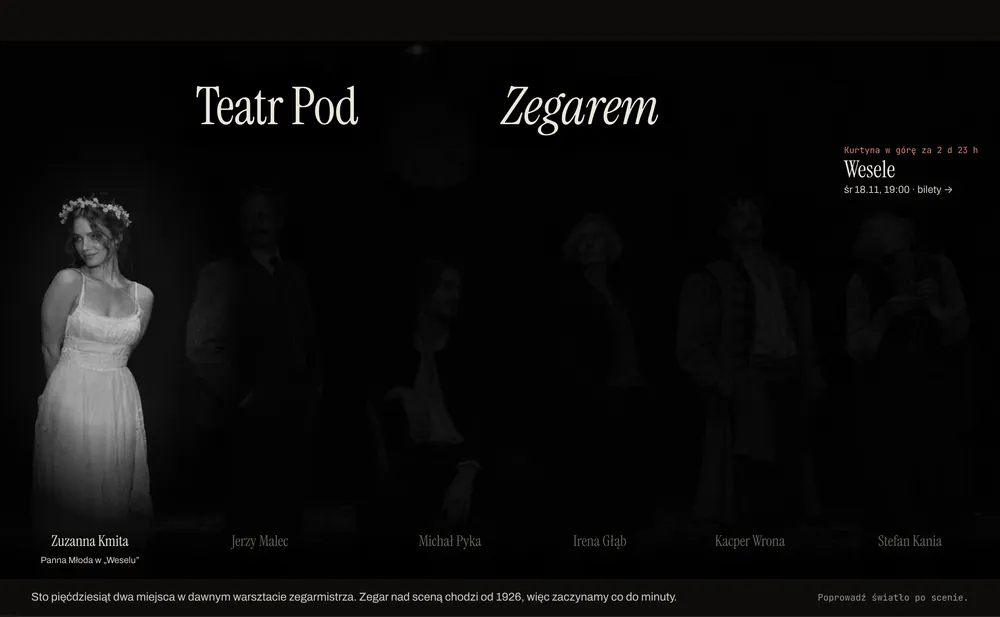 Teatr Pod Zegarem
Kurtyna w górę za 2 d 23 h
Wesele
śr 18.11, 19:00 · bilety →
Zuzanna Kmita
Panna Młoda w „Weselu”
Jerzy Malec
Michał Pyka
Irena Głąb
Kacper Wrona
Stefan Kania
Sto pięćdziesiąt dwa miejsca w dawnym warsztacie zegarmistrza. Zegar nad sceną chodzi od 1926, więc zaczynamy co do minuty.
Poprowadź światło po scenie.